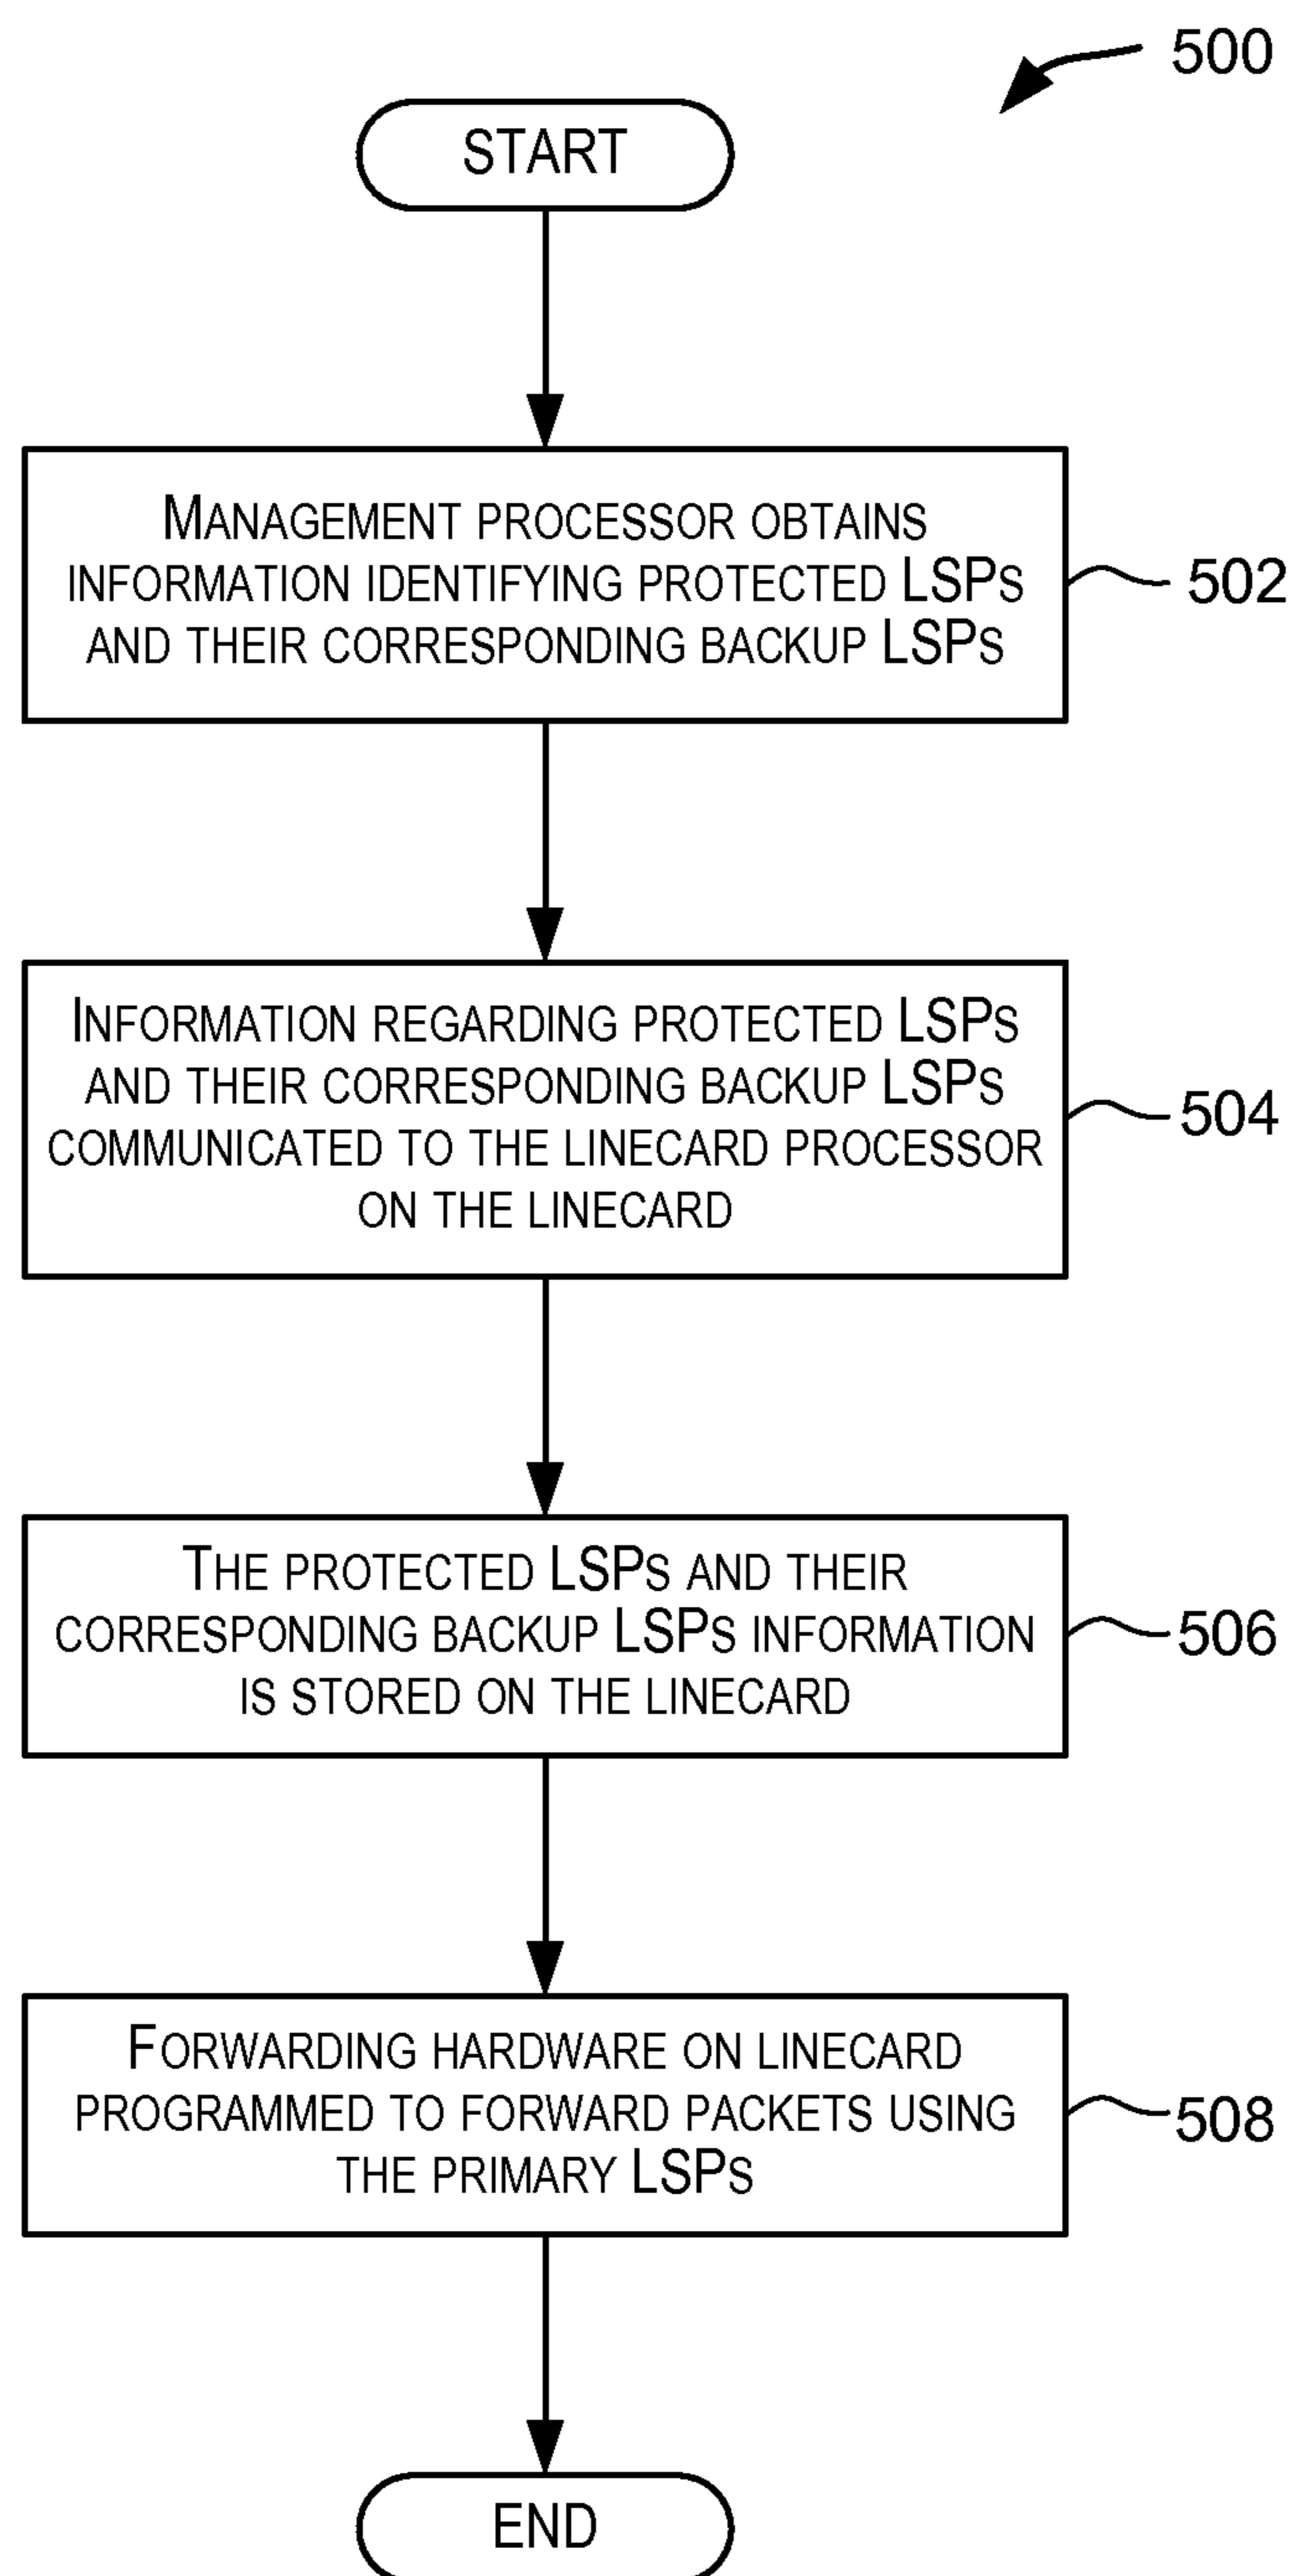 500
START
MANAGEMENT PROCESSOR OBTAINS
INFORMATION IDENTIFYING PROTECTED LSPS
AND THEIR CORRESPONDING BACKUP LSPS
502
INFORMATION REGARDING PROTECTED LSPS
AND THEIR CORRESPONDING BACKUP LSPS
COMMUNICATED TO THE LINECARD PROCESSOR
ON THE LINECARD
504
THE PROTECTED LSPS AND THEIR
CORRESPONDING BACKUP LSPS INFORMATION
IS STORED ON THE LINECARD
506
FORWARDING HARDWARE ON LINECARD
PROGRAMMED TO FORWARD PACKETS USING
THE PRIMARY LSPS
508
END